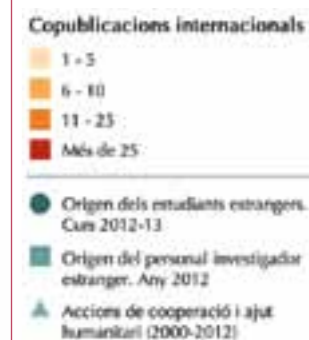 Copublicacions internacionals
1 - 5
6 - 10
11 - 25
Més de 25
Origen dels estudiants estrangers.
Curs 2012-13
Origen del personal investigador
estranger. Any 2012
Accions de cooperació i ajut
humanitari (2000-2012)